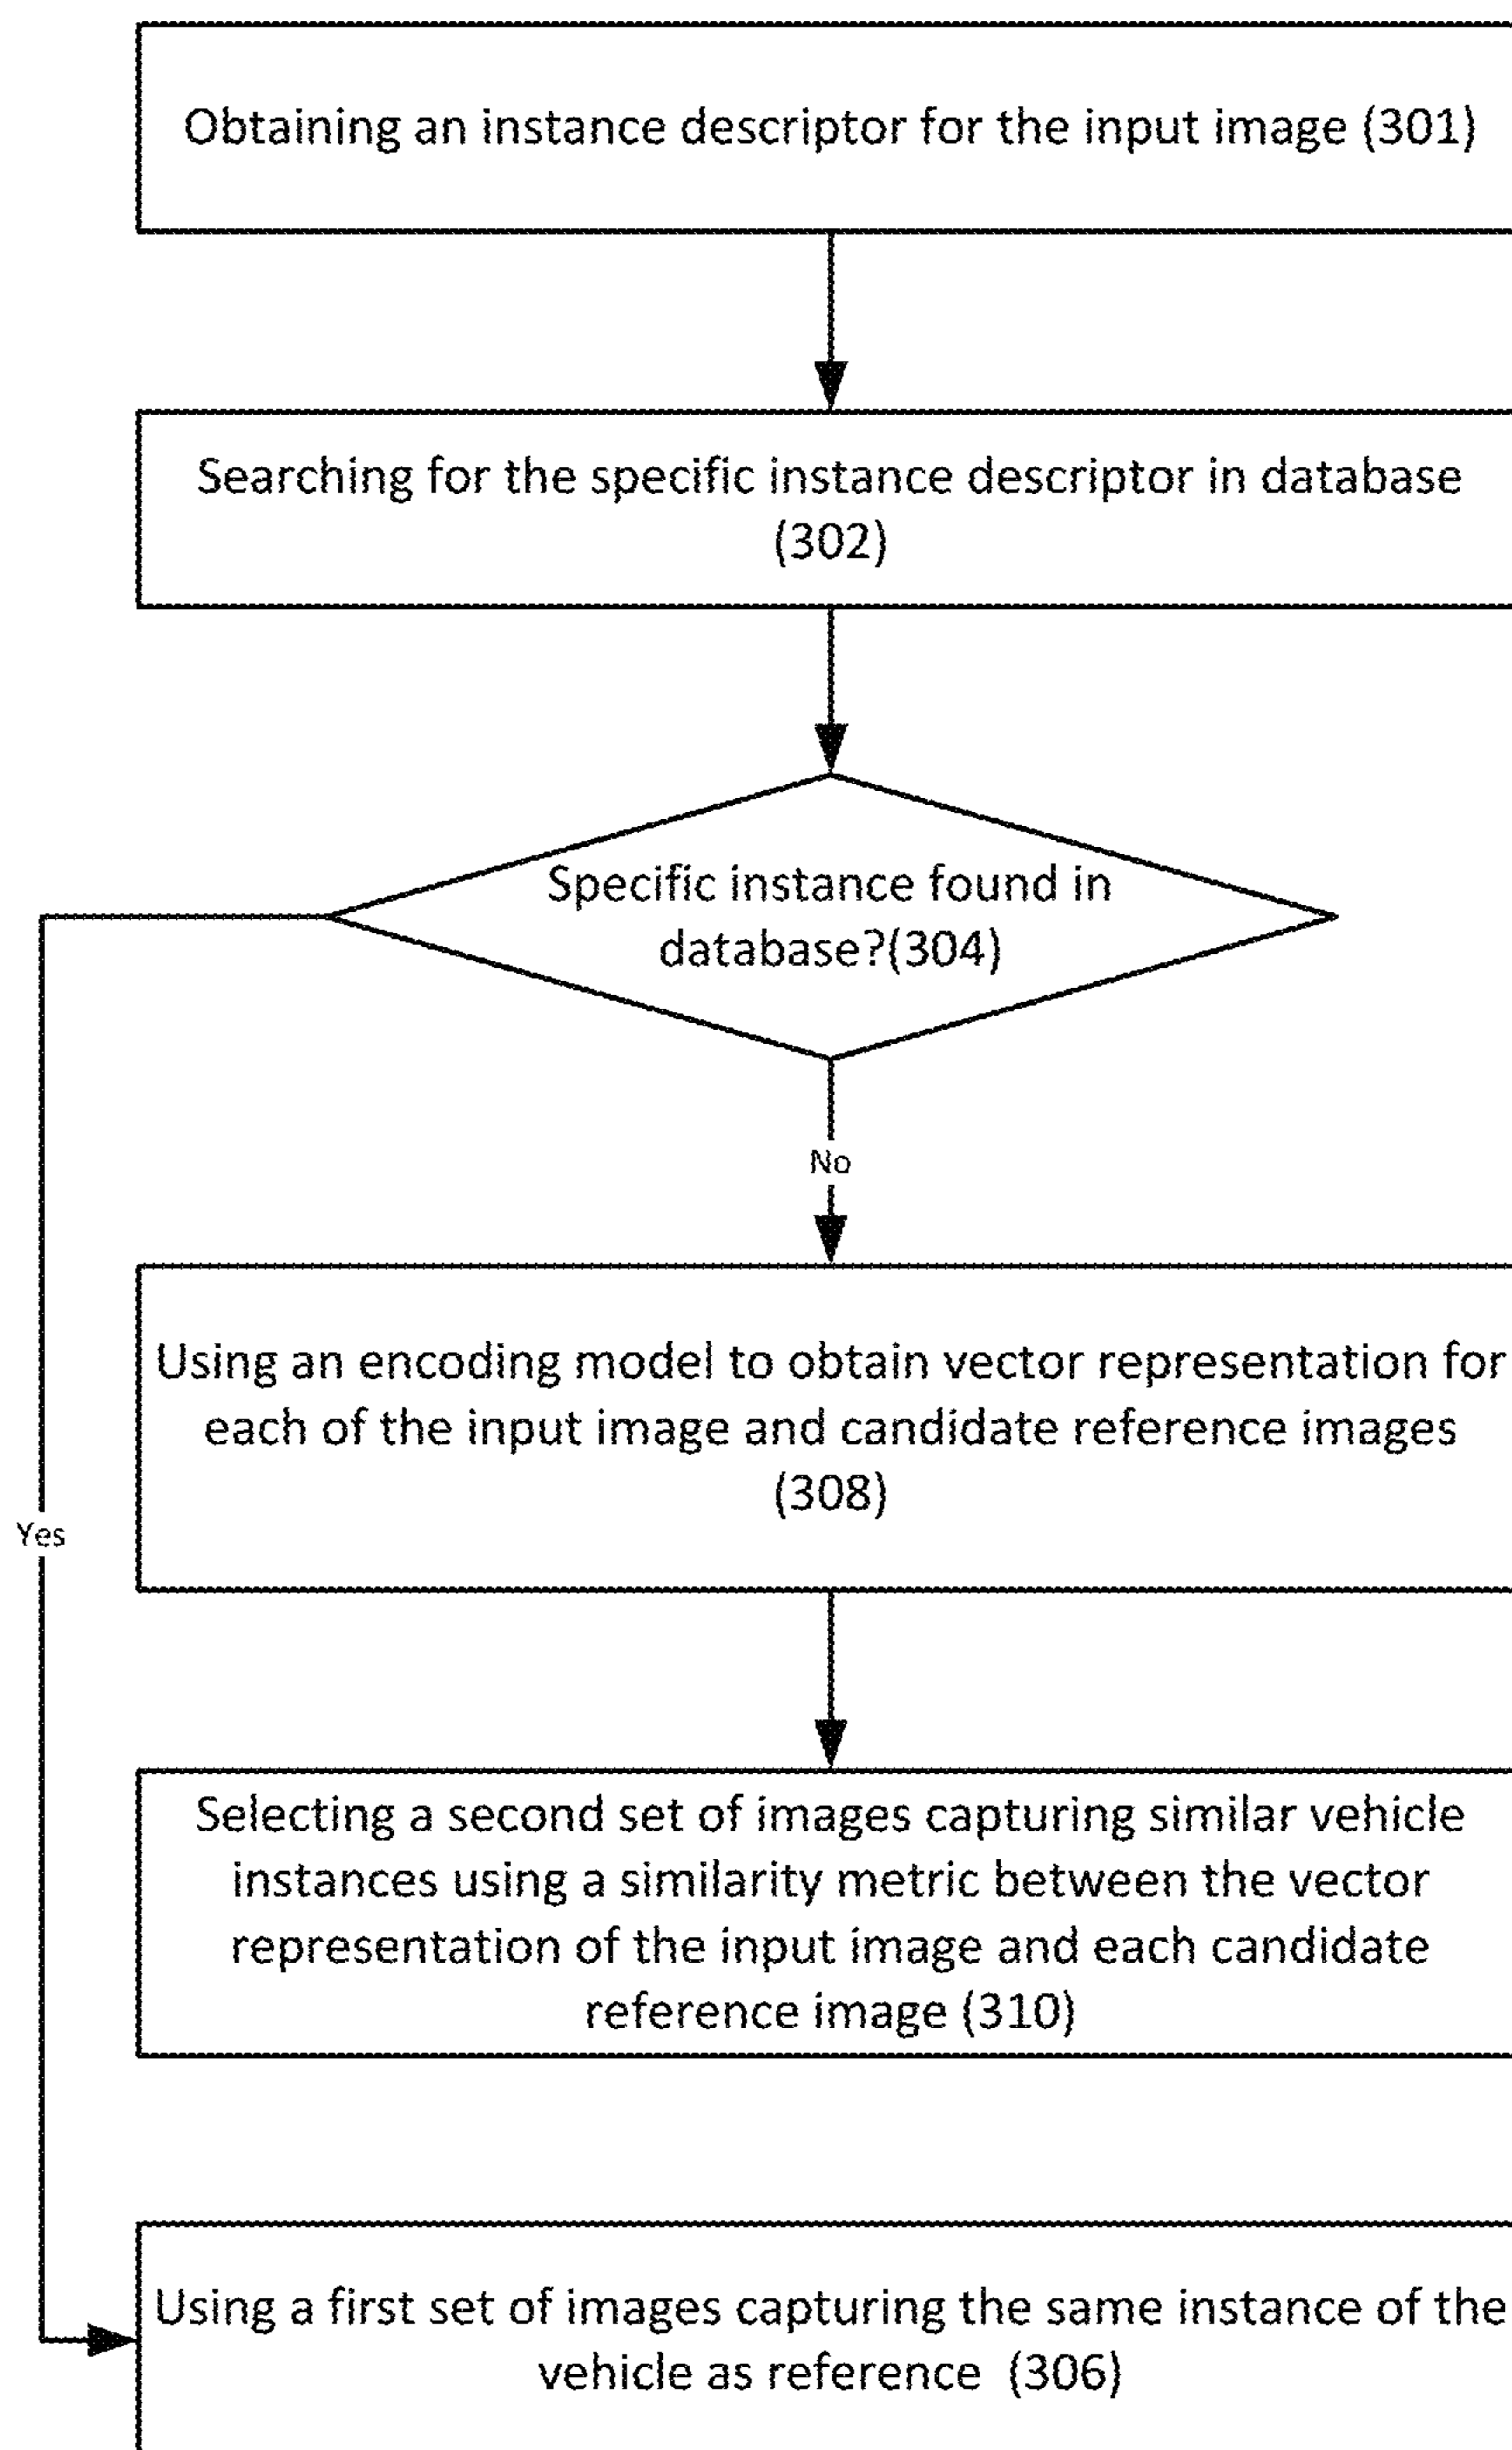 Obtaining an instance descriptor for the input image (301)
Searching for the specific instance descriptor in database
(302)
Specific instance found in
database?(304)
No
Using an encoding model to obtain vector representation for
each of the input image and candidate reference images
(308)
Yes
Selecting a second set of images capturing similar vehicle
instances using a similarity metric between the vector
representation of the input image and each candidate
reference image (310)
Using a first set of images capturing the same instance of the
vehicle as reference (306)